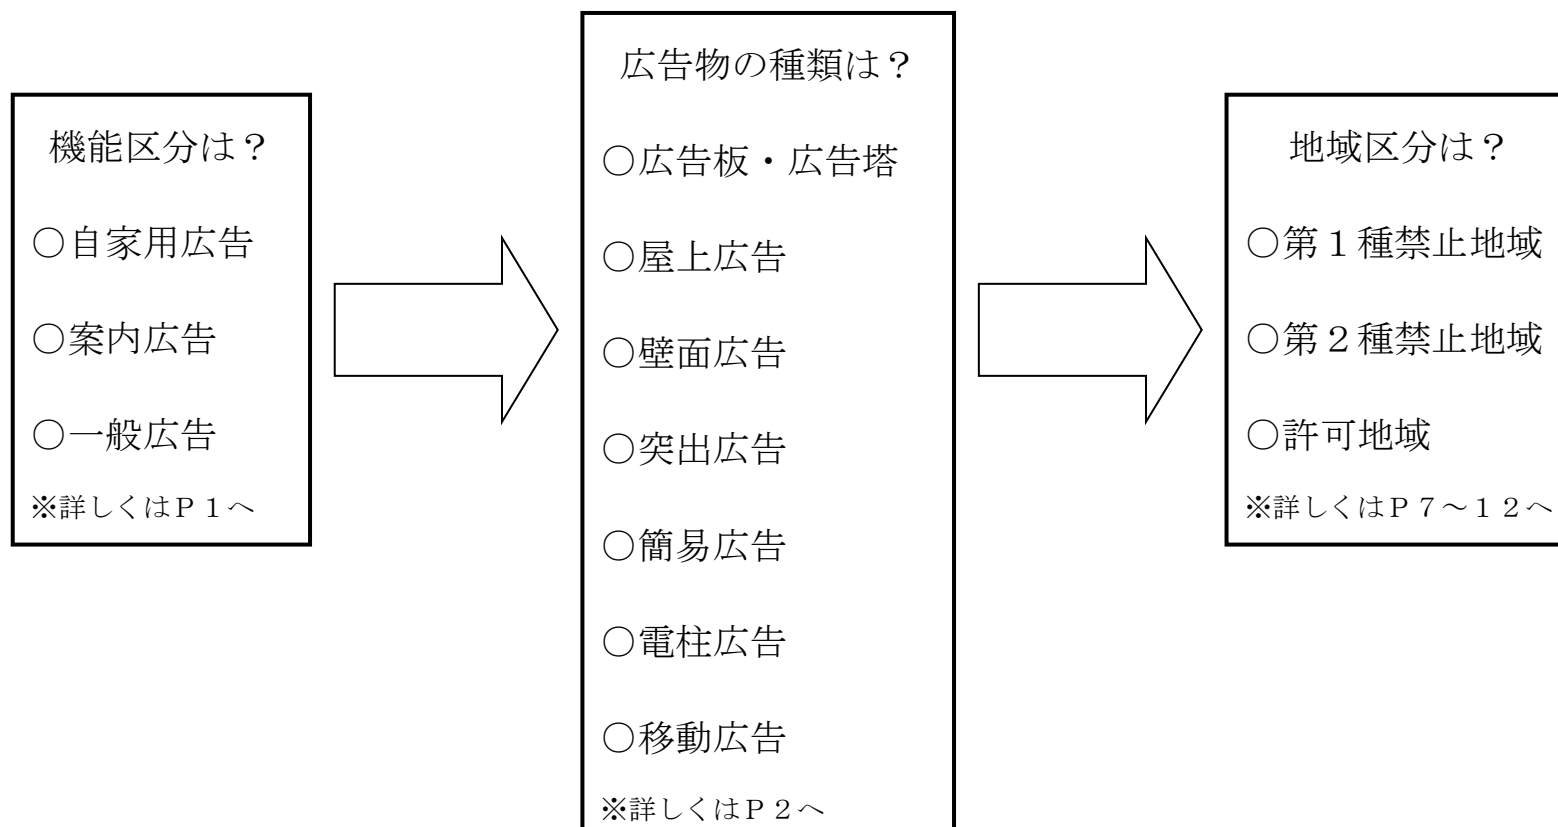 機能区分は？
○自家用広告
○案内広告
○一般広告
※詳しくはＰ１へ
広告物の種類は？
○広告板・広告塔
○屋上広告
○壁面広告
○突出広告
○簡易広告
○電柱広告
○移動広告
※詳しくはＰ２へ
地域区分は？
○第１種禁止地域
○第２種禁止地域
○許可地域
※詳しくはＰ７～１２へ